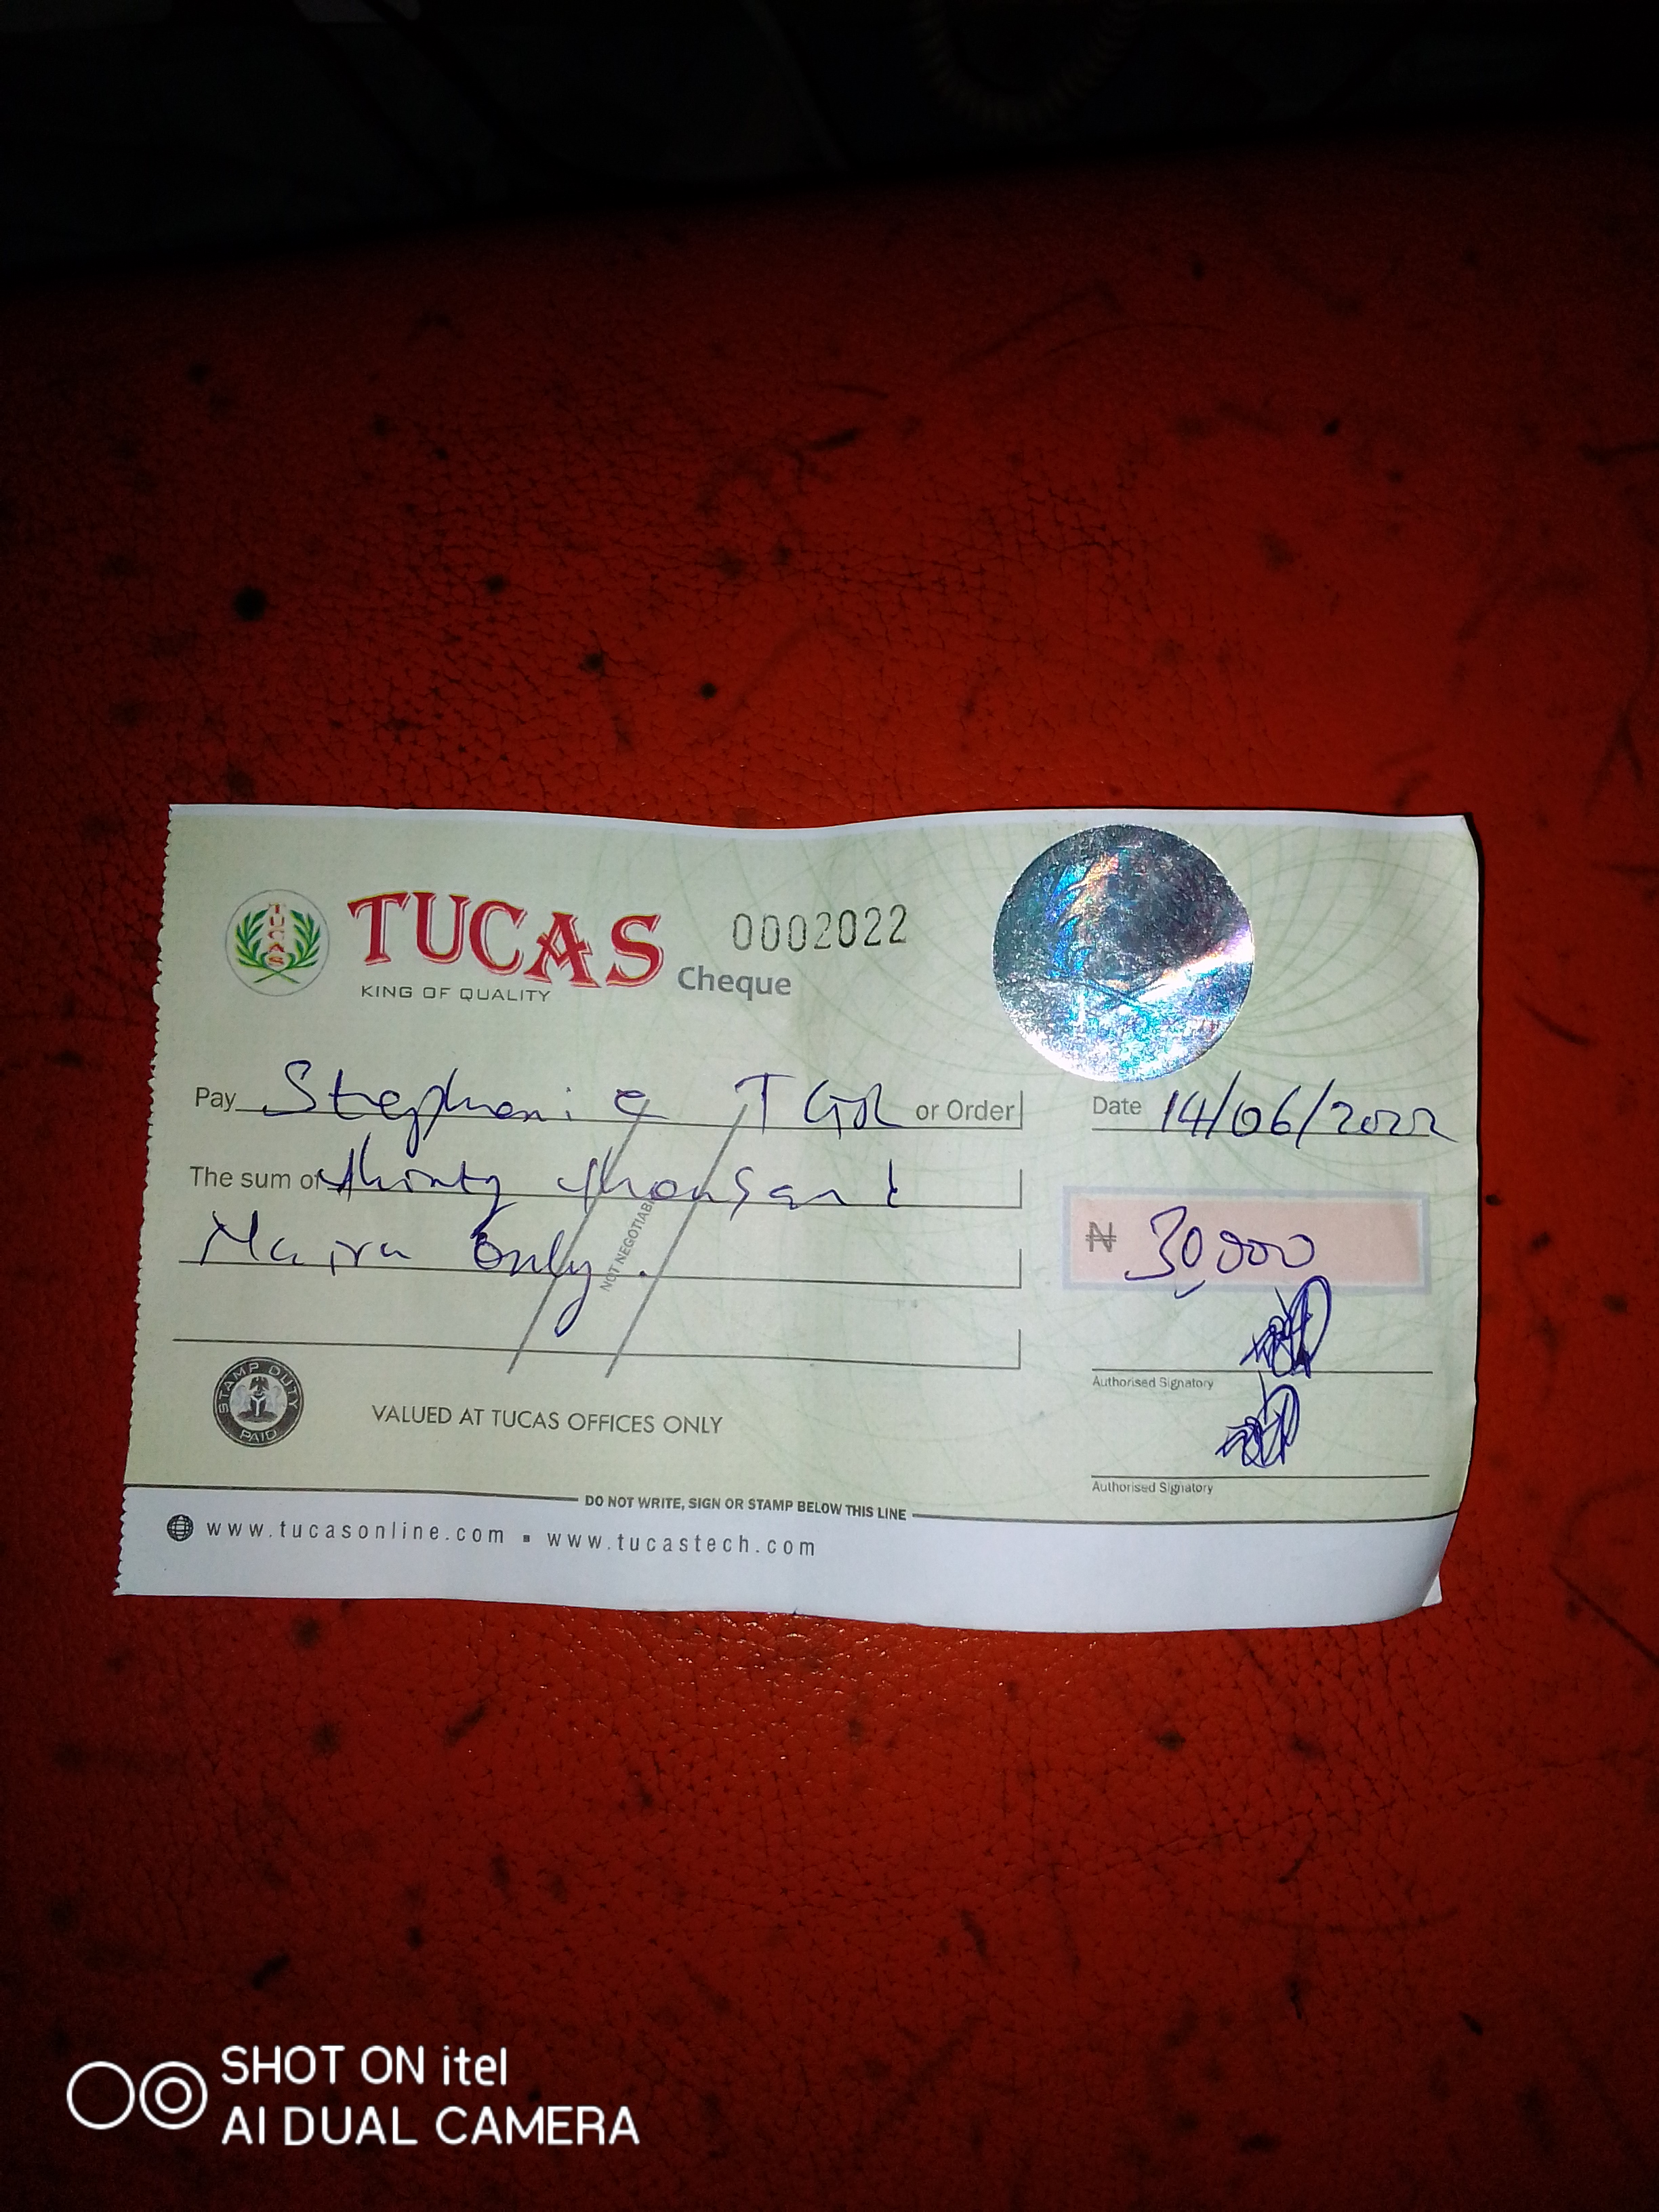 TUCAS
TUCAS 0002022
KING OF QUALITY Cheque
Pay Stephanie T GR or Order
Date 14/06/2022
The sum of thirty thousand
Naira Only.
₦ 30,000
NOT NEGOTIABLE
Authorised Signatory
STAMP DUTY
PAID
VALUED AT TUCAS OFFICES ONLY
Authorised Signatory
DO NOT WRITE, SIGN OR STAMP BELOW THIS LINE
www.tucasonline.com ▪ www.tucastech.com
SHOT ON itel
AI DUAL CAMERA